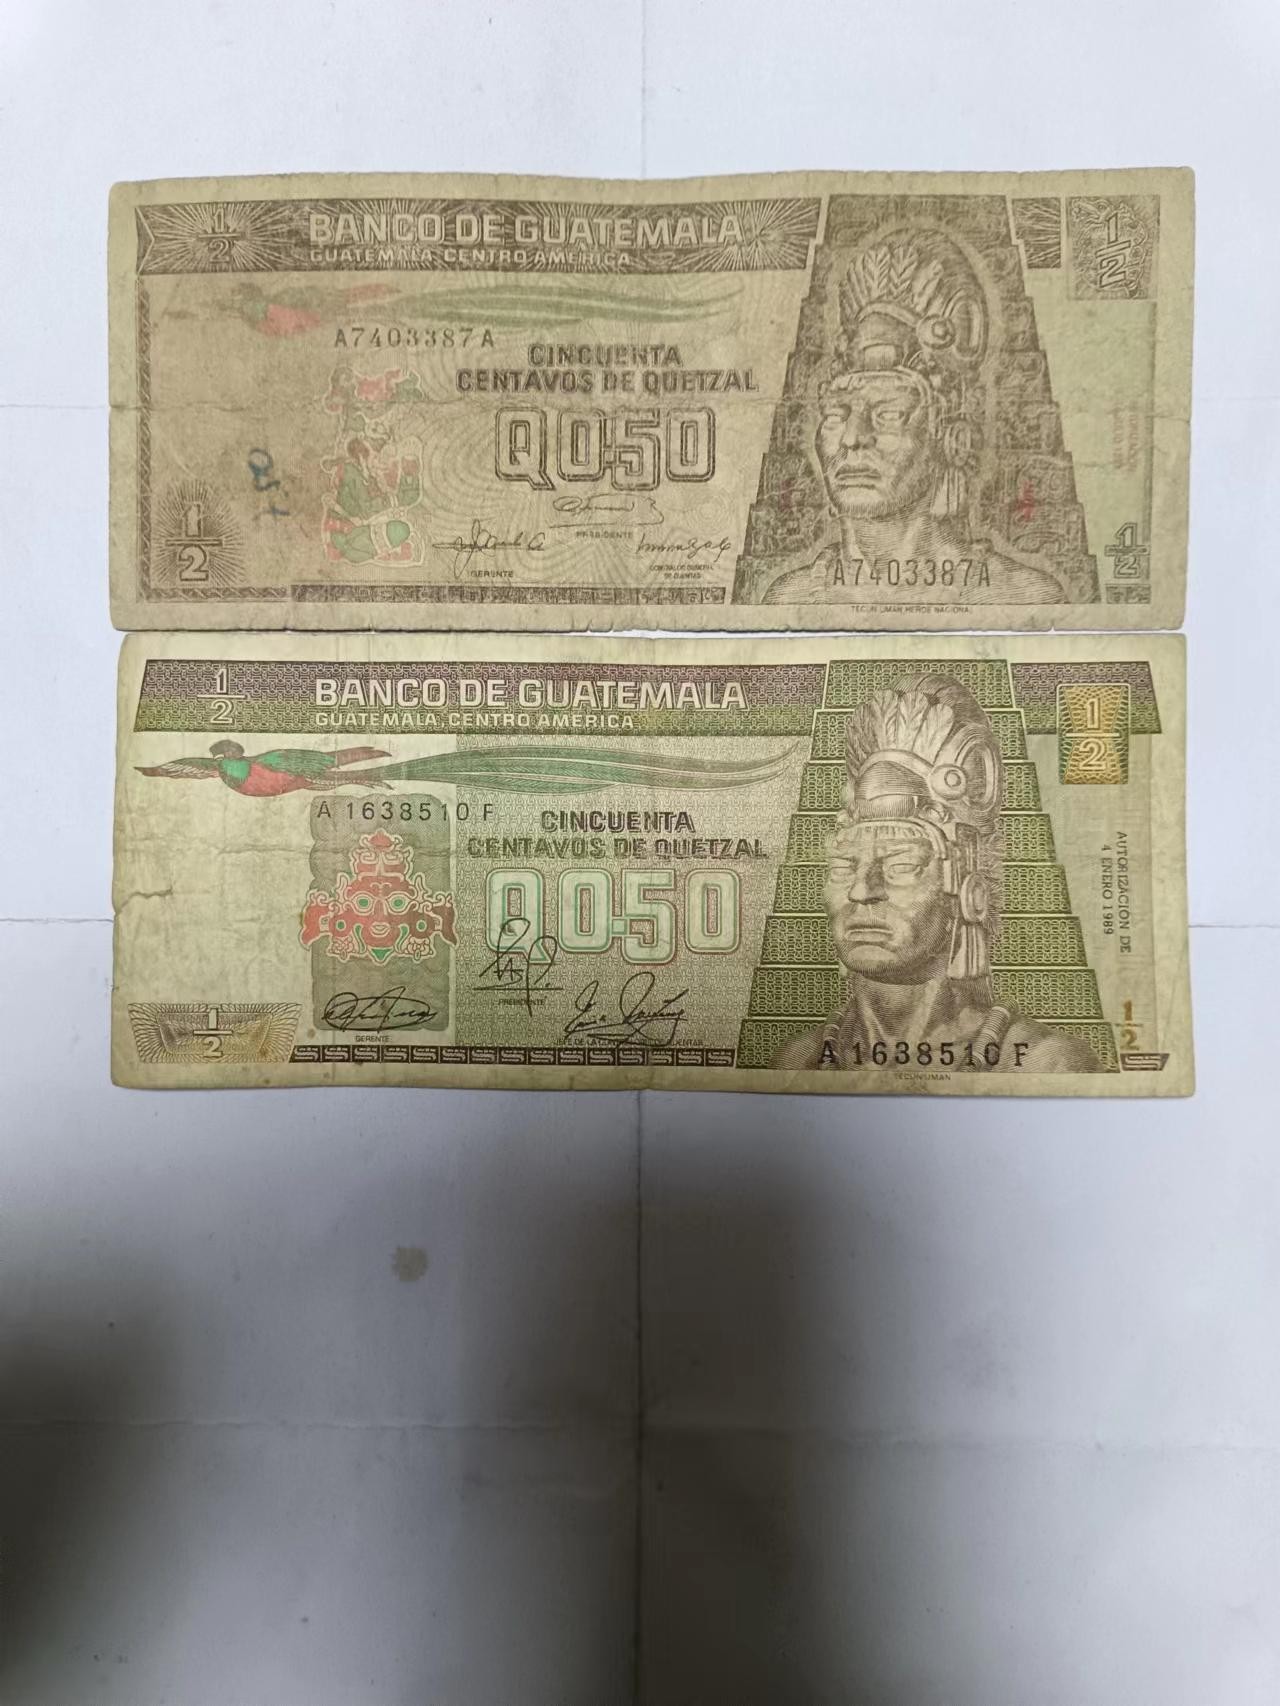 1/2
BANCO DE GUATEMALA
GUATEMALA, CENTRO AMERICA
1/2
A7403387A
CINCUENTA
CENTAVOS DE QUETZAL
Q0.50
PRESIDENTE
GERENTE
1/2
A7403387A
1/2
TECUN UMAN, HEROE NACIONAL
1/2
BANCO DE GUATEMALA
GUATEMALA, CENTRO AMERICA
1/2
A 1638510 F
CINCUENTA
CENTAVOS DE QUETZAL
Q0.50
AUTORIZACION DE
4 ENERO 1989
PRESIDENTE
GERENTE
1/2
1/2
A 1638510 F
TECUN UMAN